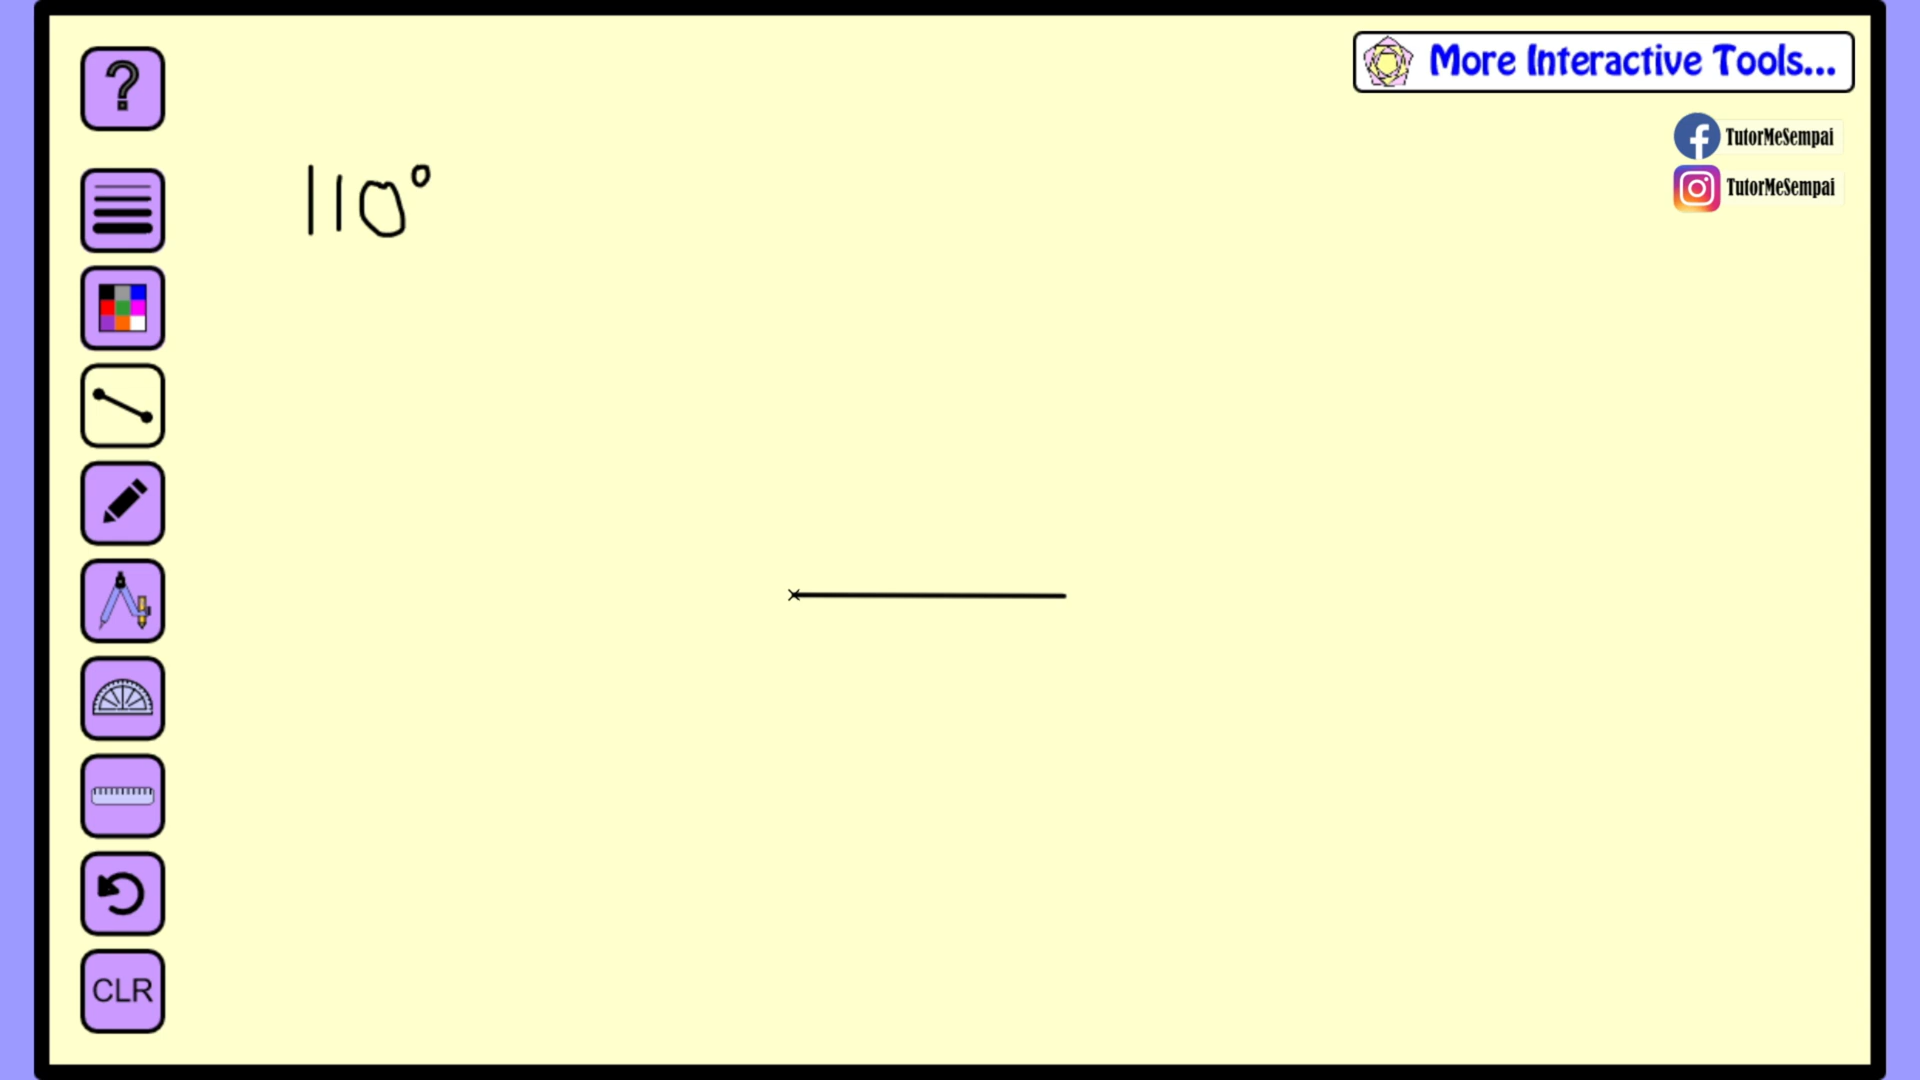 ?
More Interactive Tools...
TutorMeSempai
TutorMeSempai
110°
CLR